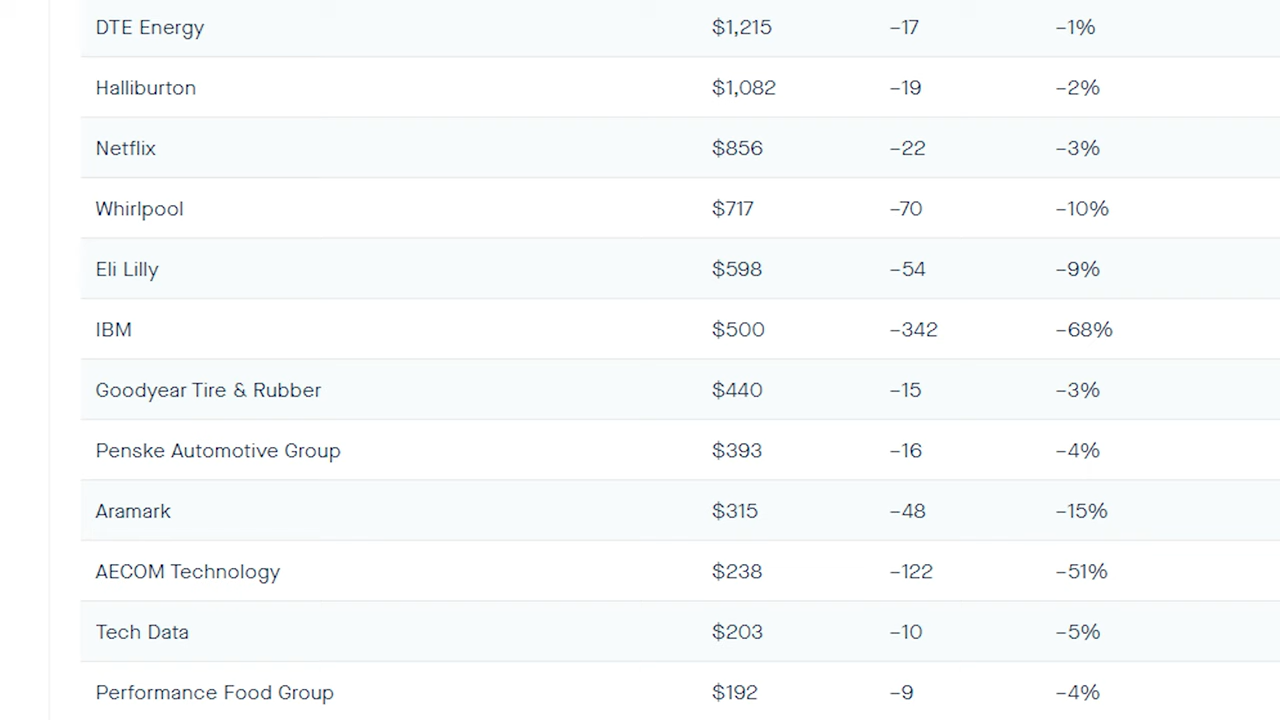 DTE Energy $1,215 –17 –1%
Halliburton $1,082 –19 –2%
Netflix $856 –22 –3%
Whirlpool $717 –70 –10%
Eli Lilly $598 –54 –9%
IBM $500 –342 –68%
Goodyear Tire & Rubber $440 –15 –3%
Penske Automotive Group $393 –16 –4%
Aramark $315 –48 –15%
AECOM Technology $238 –122 –51%
Tech Data $203 –10 –5%
Performance Food Group $192 –9 –4%